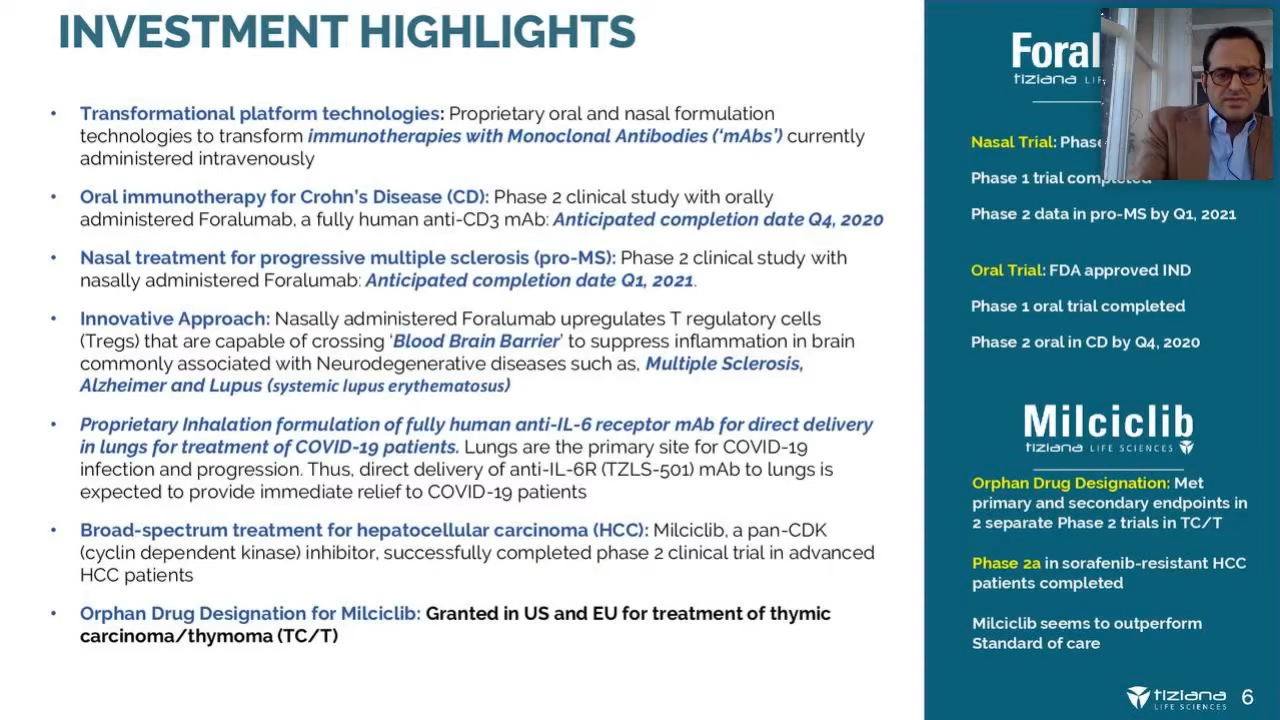 INVESTMENT HIGHLIGHTS
• Transformational platform technologies: Proprietary oral and nasal formulation
technologies to transform immunotherapies with Monoclonal Antibodies (‘mAbs’) currently
administered intravenously
• Oral immunotherapy for Crohn’s Disease (CD): Phase 2 clinical study with orally
administered Foralumab, a fully human anti-CD3 mAb: Anticipated completion date Q4, 2020
• Nasal treatment for progressive multiple sclerosis (pro-MS): Phase 2 clinical study with
nasally administered Foralumab: Anticipated completion date Q1, 2021.
• Innovative Approach: Nasally administered Foralumab upregulates T regulatory cells
(Tregs) that are capable of crossing ‘Blood Brain Barrier’ to suppress inflammation in brain
commonly associated with Neurodegenerative diseases such as, Multiple Sclerosis,
Alzheimer and Lupus (systemic lupus erythematosus)
• Proprietary Inhalation formulation of fully human anti-IL-6 receptor mAb for direct delivery
in lungs for treatment of COVID-19 patients. Lungs are the primary site for COVID-19
infection and progression. Thus, direct delivery of anti-IL-6R (TZLS-501) mAb to lungs is
expected to provide immediate relief to COVID-19 patients
• Broad-spectrum treatment for hepatocellular carcinoma (HCC): Milciclib, a pan-CDK
(cyclin dependent kinase) inhibitor, successfully completed phase 2 clinical trial in advanced
HCC patients
• Orphan Drug Designation for Milciclib: Granted in US and EU for treatment of thymic
carcinoma/thymoma (TC/T)
Foral
tiziana
Nasal Trial: Phase
Phase 1 trial completed
Phase 2 data in pro-MS by Q1, 2021
Oral Trial: FDA approved IND
Phase 1 oral trial completed
Phase 2 oral in CD by Q4, 2020
Milciclib
tiziana LIFE SCIENCES
Orphan Drug Designation: Met
primary and secondary endpoints in
2 separate Phase 2 trials in TC/T
Phase 2a in sorafenib-resistant HCC
patients completed
Milciclib seems to outperform
Standard of care
tiziana
LIFE SCIENCES
6